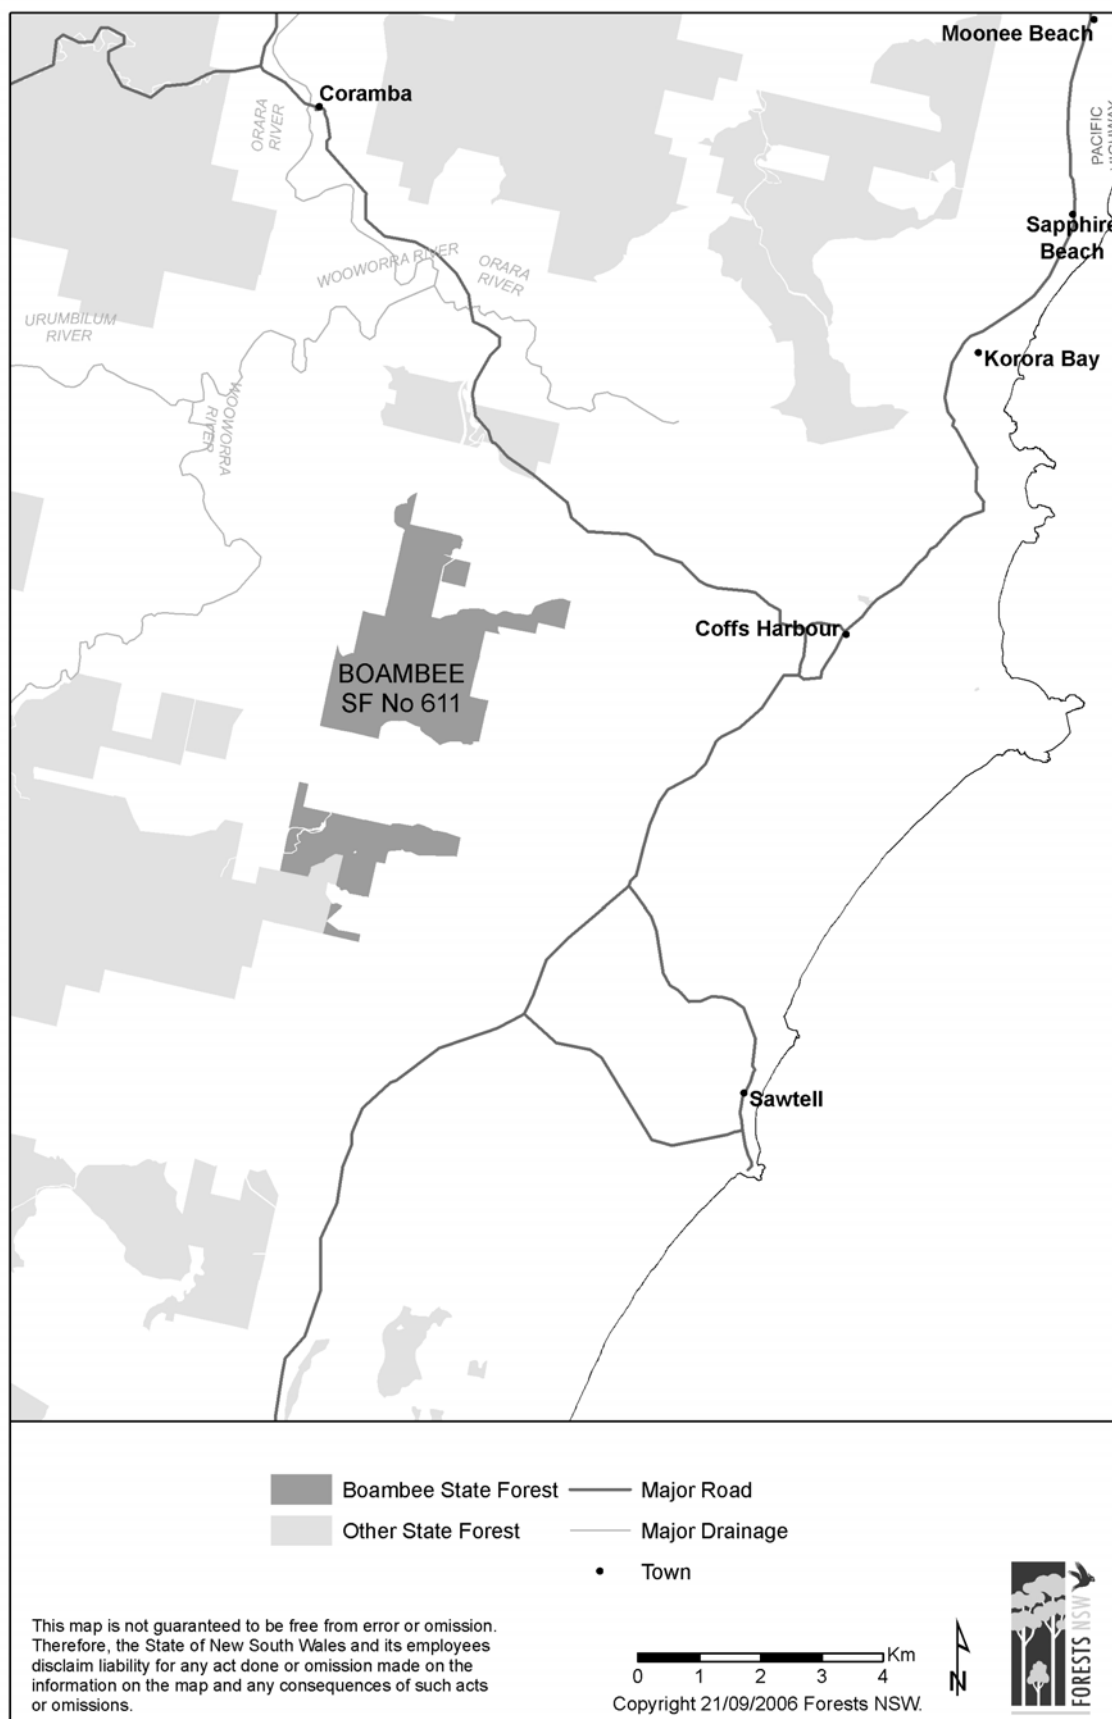 Moonee Beach
Coramba
ORARA
RIVER
PACIFIC
HIGHWAY
Sapphire
Beach
WOOWORRA RIVER
ORARA
RIVER
URUMBILUM
RIVER
Korora Bay
WOOWORRA
RIVER
Coffs Harbour
BOAMBEE
SF No 611
Sawtell
Boambee State Forest
Major Road
Other State Forest
Major Drainage
Town
This map is not guaranteed to be free from error or omission.
Therefore, the State of New South Wales and its employees
disclaim liability for any act done or omission made on the
information on the map and any consequences of such acts
or omissions.
Km
0 1 2 3 4
Copyright 21/09/2006 Forests NSW.
N
FORESTS NSW